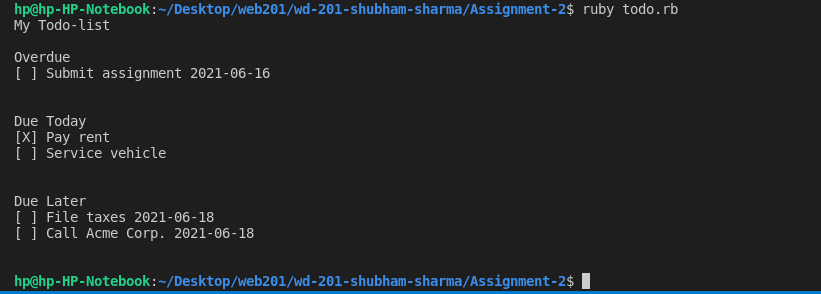 hp@hp-HP-Notebook:~/Desktop/web201/wd-201-shubham-sharma/Assignment-2$ ruby todo.rb
My Todo-list
Overdue
[ ] Submit assignment 2021-06-16
Due Today
[X] Pay rent
[ ] Service vehicle
Due Later
[ ] File taxes 2021-06-18
[ ] Call Acme Corp. 2021-06-18
hp@hp-HP-Notebook:~/Desktop/web201/wd-201-shubham-sharma/Assignment-2$